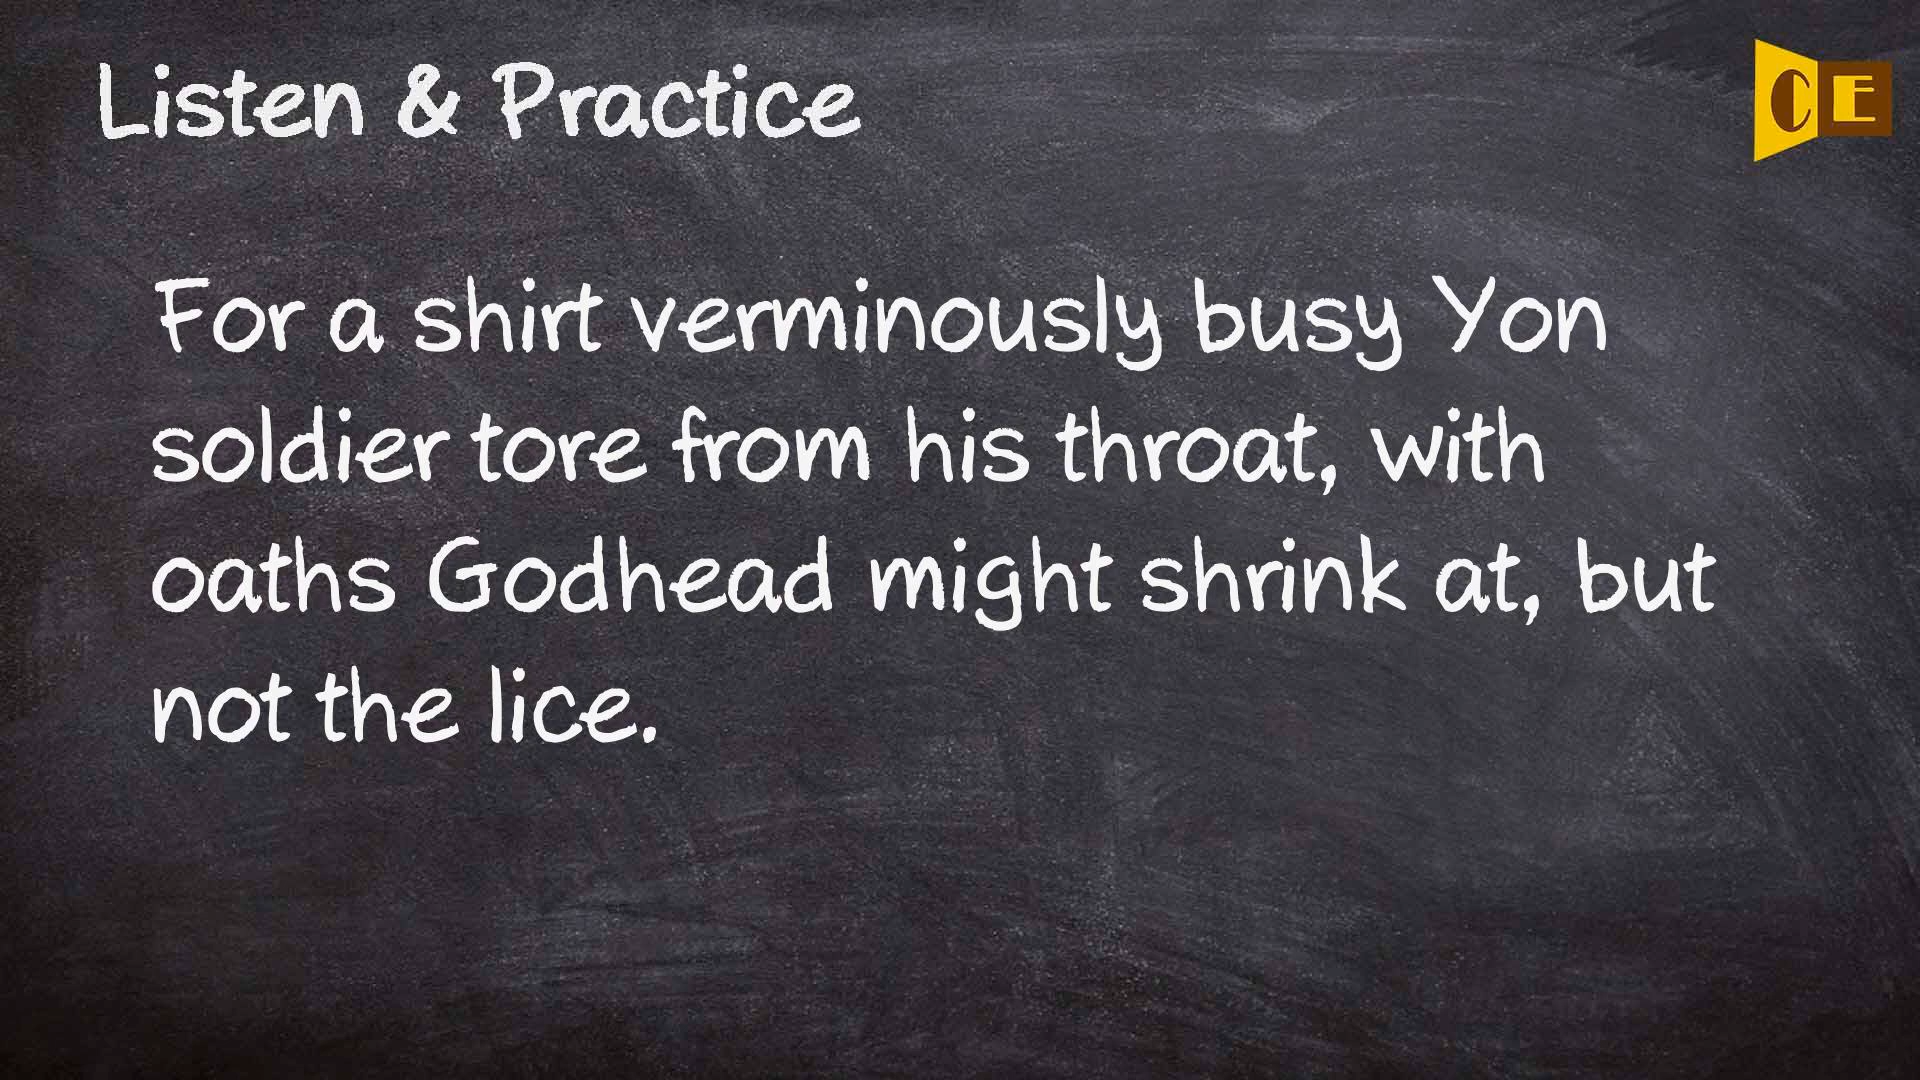 Listen & Practice
CE
For a shirt verminously busy Yon
soldier tore from his throat, with
oaths Godhead might shrink at, but
not the lice.